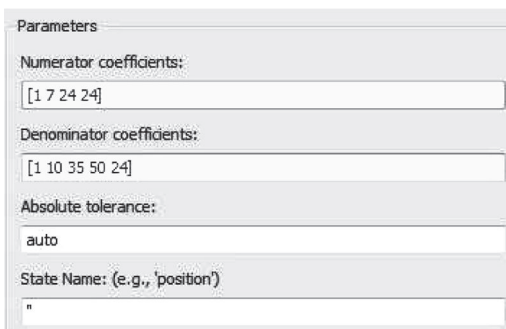 Parameters
Numerator coefficients:
[1 7 24 24]
Denominator coefficients:
[1 10 35 50 24]
Absolute tolerance:
auto
State Name: (e.g., 'position')
"